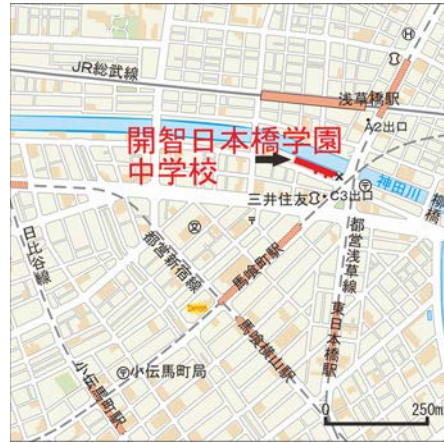 JR総武線
浅草橋駅
A2出口
開智日本橋学園
中学校
神田川
柳橋
三井住友
C3出口
日比谷線
都営新宿線
馬喰町駅
都営浅草線
東日本橋駅
馬喰横山駅
小伝馬町局
小伝馬町駅
0
250m